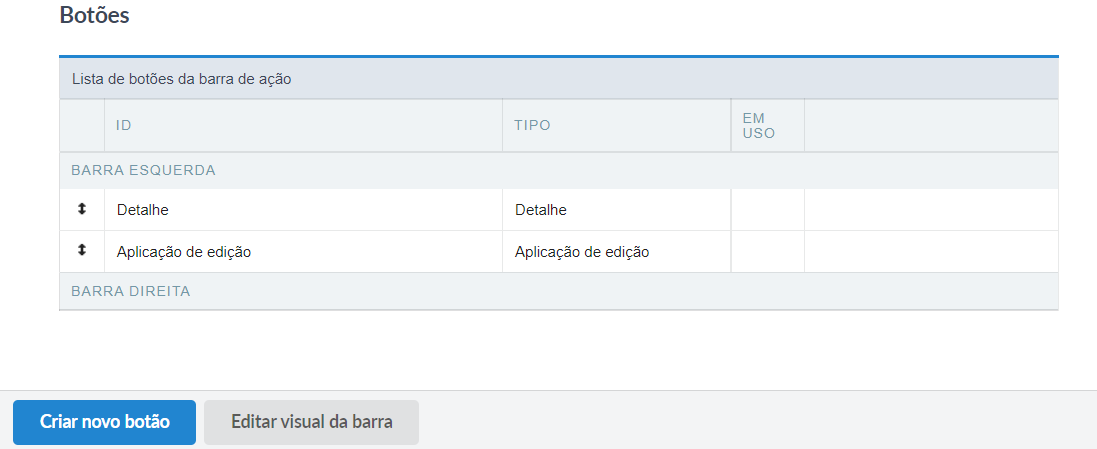 Botões
Lista de botões da barra de ação
ID TIPO EM USO
BARRA ESQUERDA
Detalhe Detalhe
Aplicação de edição Aplicação de edição
BARRA DIREITA
Criar novo botão Editar visual da barra